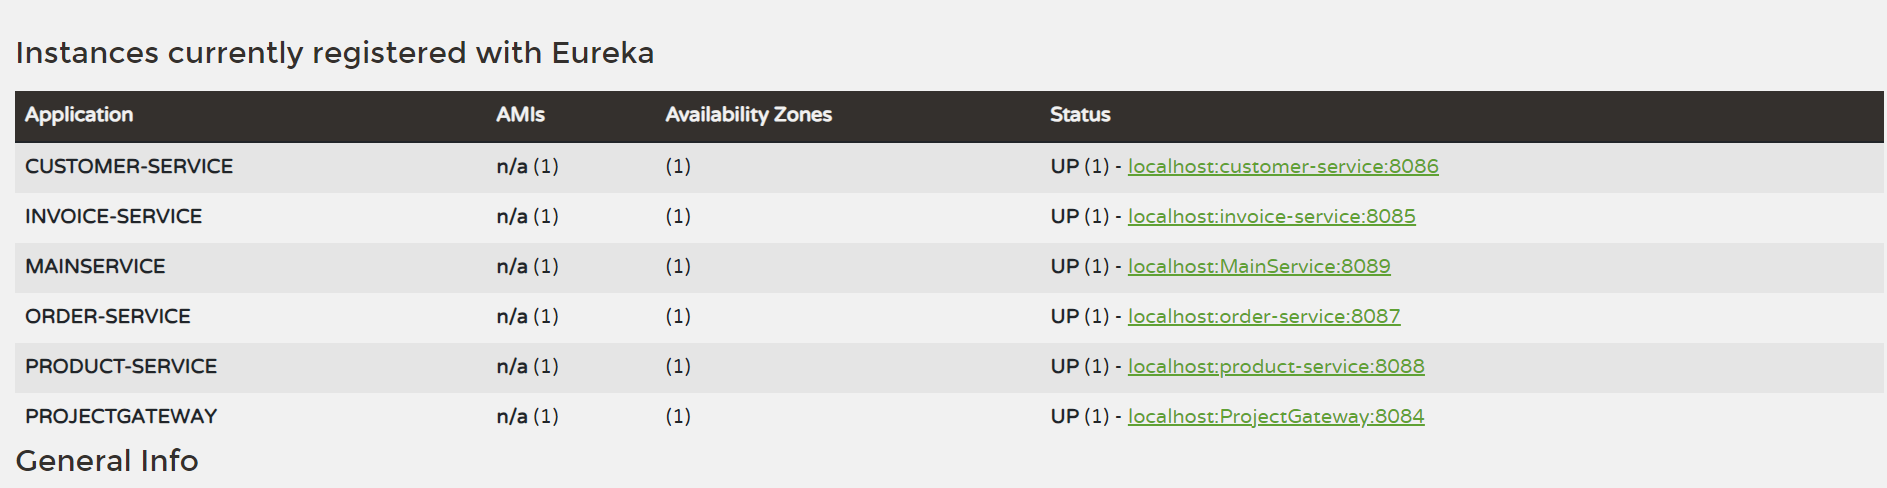 Instances currently registered with Eureka
Application AMIs Availability Zones Status
CUSTOMER-SERVICE n/a (1) (1) UP (1) - localhost:customer-service:8086
INVOICE-SERVICE n/a (1) (1) UP (1) - localhost:invoice-service:8085
MAINSERVICE n/a (1) (1) UP (1) - localhost:MainService:8089
ORDER-SERVICE n/a (1) (1) UP (1) - localhost:order-service:8087
PRODUCT-SERVICE n/a (1) (1) UP (1) - localhost:product-service:8088
PROJECTGATEWAY n/a (1) (1) UP (1) - localhost:ProjectGateway:8084
General Info